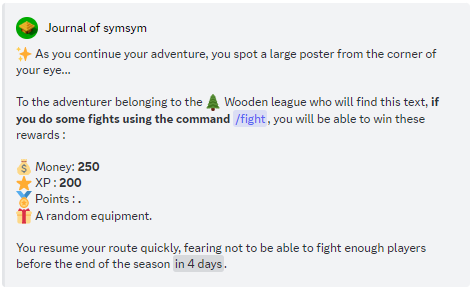 Journal of symsym
✨ As you continue your adventure, you spot a large poster from the corner of
your eye...
To the adventurer belonging to the 🌲 Wooden league who will find this text, if
you do some fights using the command /fight, you will be able to win these
rewards :
💰 Money: 250
⭐ XP : 200
🏅 Points : .
🎁 A random equipment.
You resume your route quickly, fearing not to be able to fight enough players
before the end of the season in 4 days.